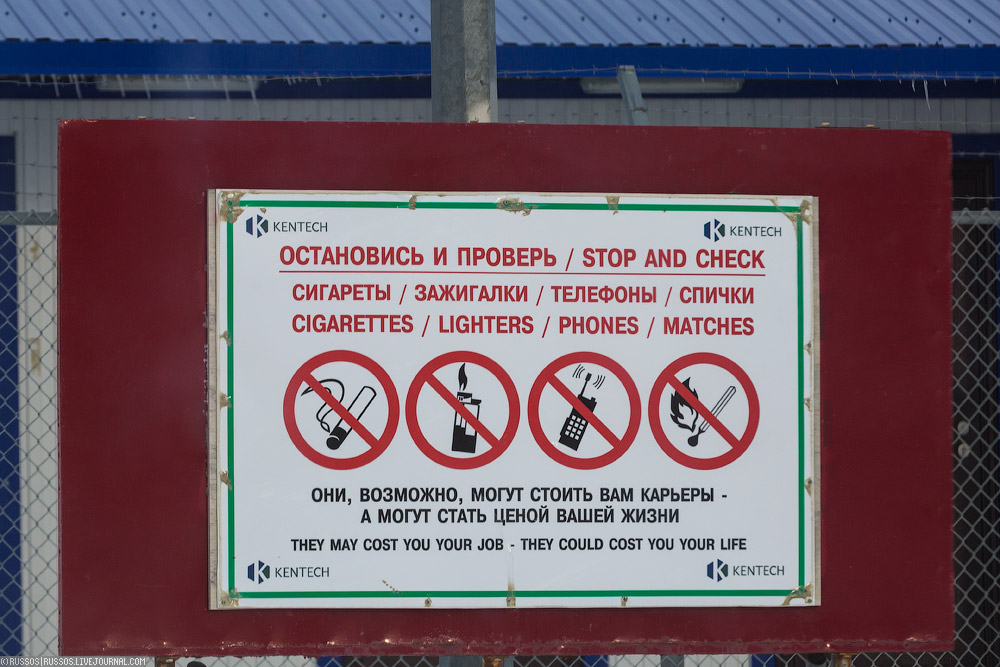 KENTECH
KENTECH
ОСТАНОВИСЬ И ПРОВЕРЬ / STOP AND CHECK
СИГАРЕТЫ / ЗАЖИГАЛКИ / ТЕЛЕФОНЫ / СПИЧКИ
CIGARETTES / LIGHTERS / PHONES / MATCHES
ОНИ, ВОЗМОЖНО, МОГУТ СТОИТЬ ВАМ КАРЬЕРЫ -
А МОГУТ СТАТЬ ЦЕНОЙ ВАШЕЙ ЖИЗНИ
THEY MAY COST YOU YOUR JOB - THEY COULD COST YOU YOUR LIFE
KENTECH
KENTECH
©RUSSOS|RUSSOS.LIVEJOURNAL.COM